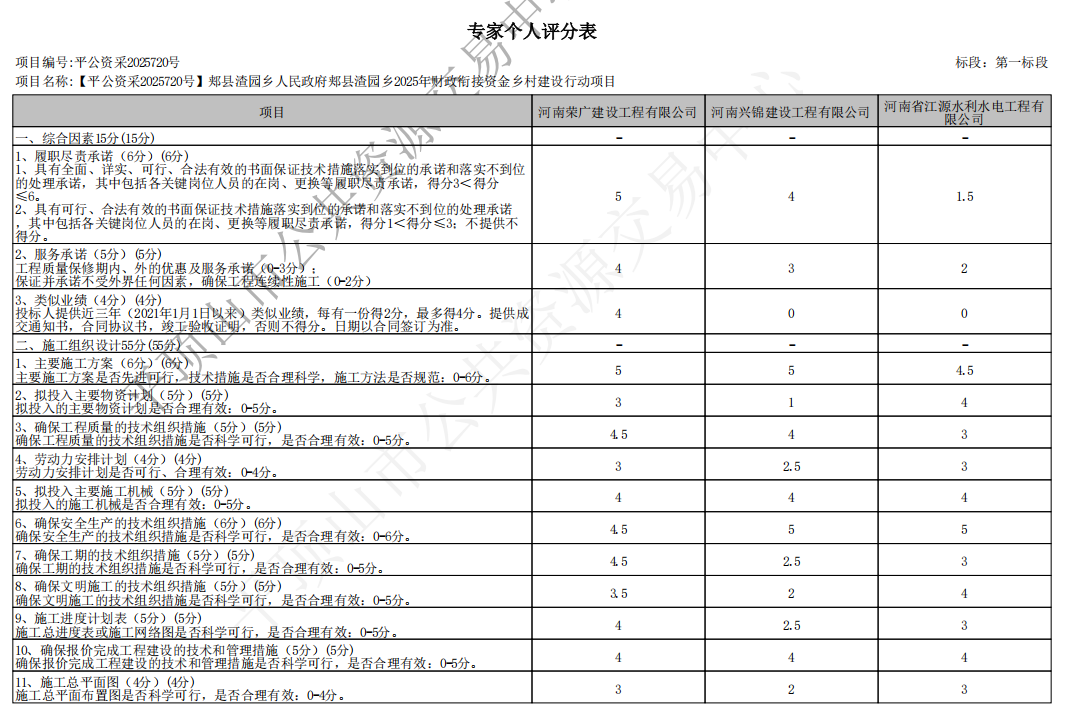 专家个人评分表
项目编号:平公资采2025720号 标段：第一标段
项目名称:【平公资采2025720号】郏县渣园乡人民政府郏县渣园乡2025年财政衔接资金乡村建设行动项目
项目 河南荣广建设工程有限公司 河南兴锦建设工程有限公司 河南省江源水利水电工程有限公司
一、综合因素15分(15分) - - -
1、履职尽责承诺（6分）(6分)
1、具有全面、详实、可行、合法有效的书面保证技术措施落实到位的承诺和落实不到位
的处理承诺，其中包括各关键岗位人员的在岗、更换等履职尽责承诺，得分3＜得分
≤6。
2、具有可行、合法有效的书面保证技术措施落实到位的承诺和落实不到位的处理承诺
，其中包括各关键岗位人员的在岗、更换等履职尽责承诺，得分1＜得分≤3；不提供不
得分。
5 4 1.5
2、服务承诺（5分）(5分)
工程质量保修期内、外的优惠及服务承诺（0-3分）；
保证并承诺不受外界任何因素，确保工程连续性施工（0-2分）
4 3 2
3、类似业绩（4分）(4分)
投标人提供近三年（2021年1月1日以来）类似业绩，每有一份得2分，最多得4分。提供成
交通知书，合同协议书，竣工验收证明，否则不得分。日期以合同签订为准。
4 0 0
二、施工组织设计55分(55分) - - -
1、主要施工方案（6分）(6分)
主要施工方案是否先进可行，技术措施是否合理科学，施工方法是否规范：0-6分。
5 5 4.5
2、拟投入主要物资计划（5分）(5分)
拟投入的主要物资计划是否合理有效：0-5分。
3 1 4
3、确保工程质量的技术组织措施（5分）(5分)
确保工程质量的技术组织措施是否科学可行，是否合理有效：0-5分。
4.5 4 3
4、劳动力安排计划（4分）(4分)
劳动力安排计划是否可行、合理有效：0-4分。
3 2.5 3
5、拟投入主要施工机械（5分）(5分)
拟投入的施工机械是否合理有效：0-5分。
4 4 4
6、确保安全生产的技术组织措施（6分）(6分)
确保安全生产的技术组织措施是否科学可行，是否合理有效：0-6分。
4.5 5 5
7、确保工期的技术组织措施（5分）(5分)
确保工期的技术组织措施是否科学可行，是否合理有效：0-5分。
4.5 2.5 3
8、确保文明施工的技术组织措施（5分）(5分)
确保文明施工的技术组织措施是否科学可行，是否合理有效：0-5分。
3.5 2 4
9、施工进度计划表（5分）(5分)
施工总进度表或施工网络图是否科学可行，是否合理有效：0-5分。
4 2.5 3
10、确保报价完成工程建设的技术和管理措施（5分）(5分)
确保报价完成工程建设的技术和管理措施是否科学可行，是否合理有效：0-5分。
4 4 4
11、施工总平面图（4分）(4分)
施工总平面布置图是否科学可行，是否合理有效：0-4分。
3 2 3
平顶山市公共资源交易中
平顶山市公共资源交易中心